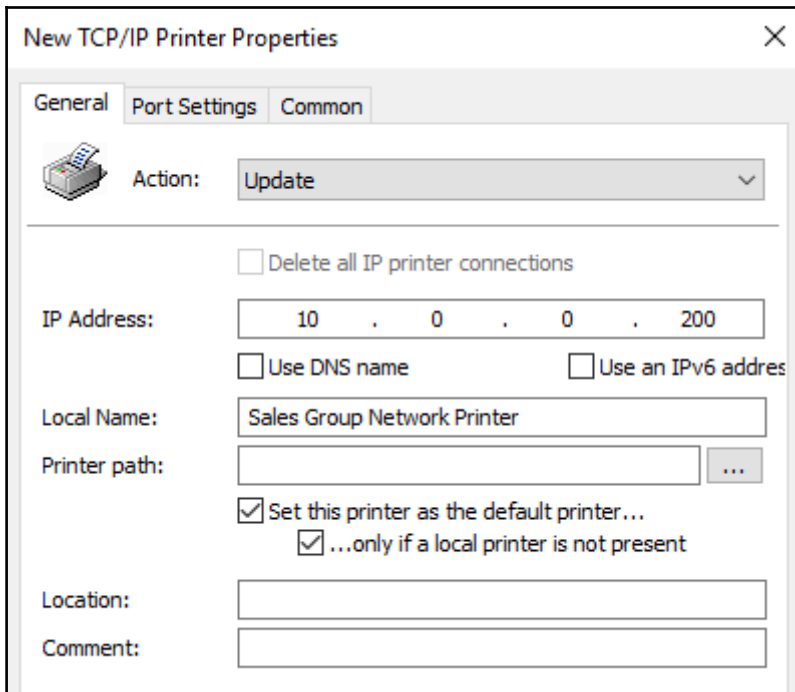 New TCP/IP Printer Properties
General Port Settings Common
Action: Update
Delete all IP printer connections
IP Address: 10 . 0 . 0 . 200
Use DNS name Use an IPv6 addres
Local Name: Sales Group Network Printer
Printer path: ...
Set this printer as the default printer...
...only if a local printer is not present
Location:
Comment: